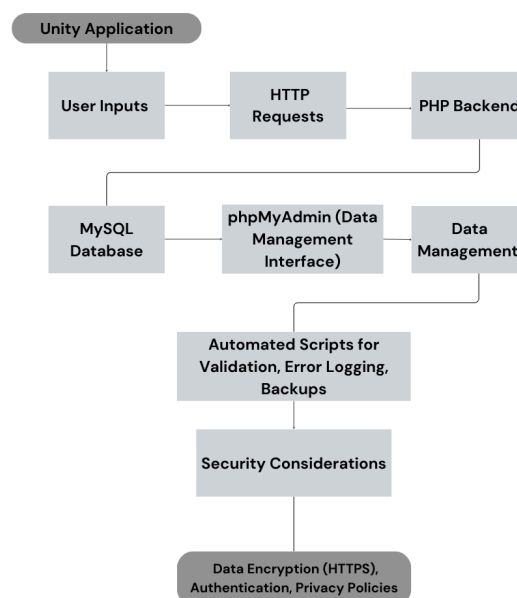 Unity Application
User Inputs
HTTP
Requests
PHP Backend
MySQL
Database
phpMyAdmin (Data
Management
Interface)
Data
Management
Automated Scripts for
Validation, Error Logging,
Backups
Security Considerations
Data Encryption (HTTPS),
Authentication, Privacy Policies